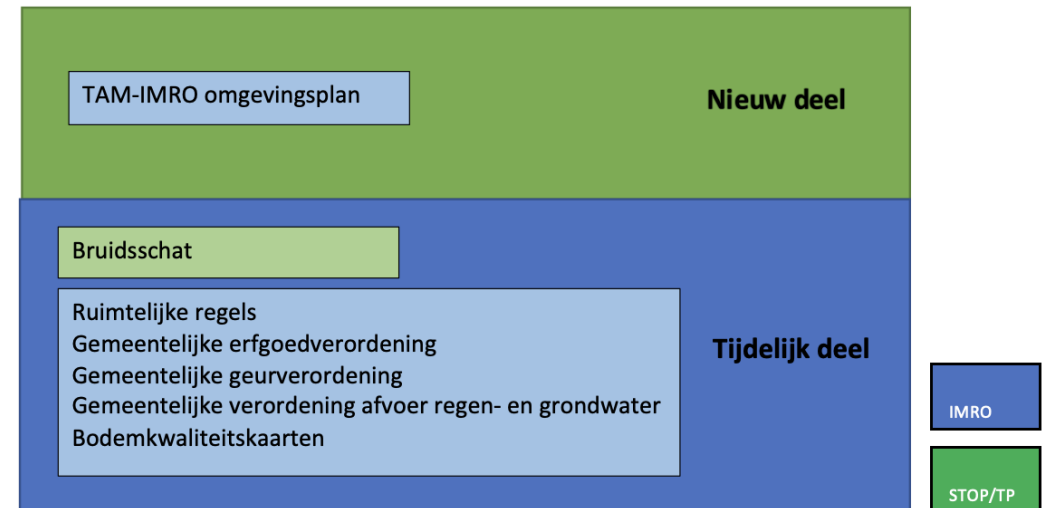 TAM-IMRO omgevingsplan
Nieuw deel
Bruidsschat
Ruimtelijke regels
Gemeentelijke erfgoedverordening
Gemeentelijke geurverordening
Gemeentelijke verordening afvoer regen- en grondwater
Bodemkwaliteitskaarten
Tijdelijk deel
IMRO
STOP/TP